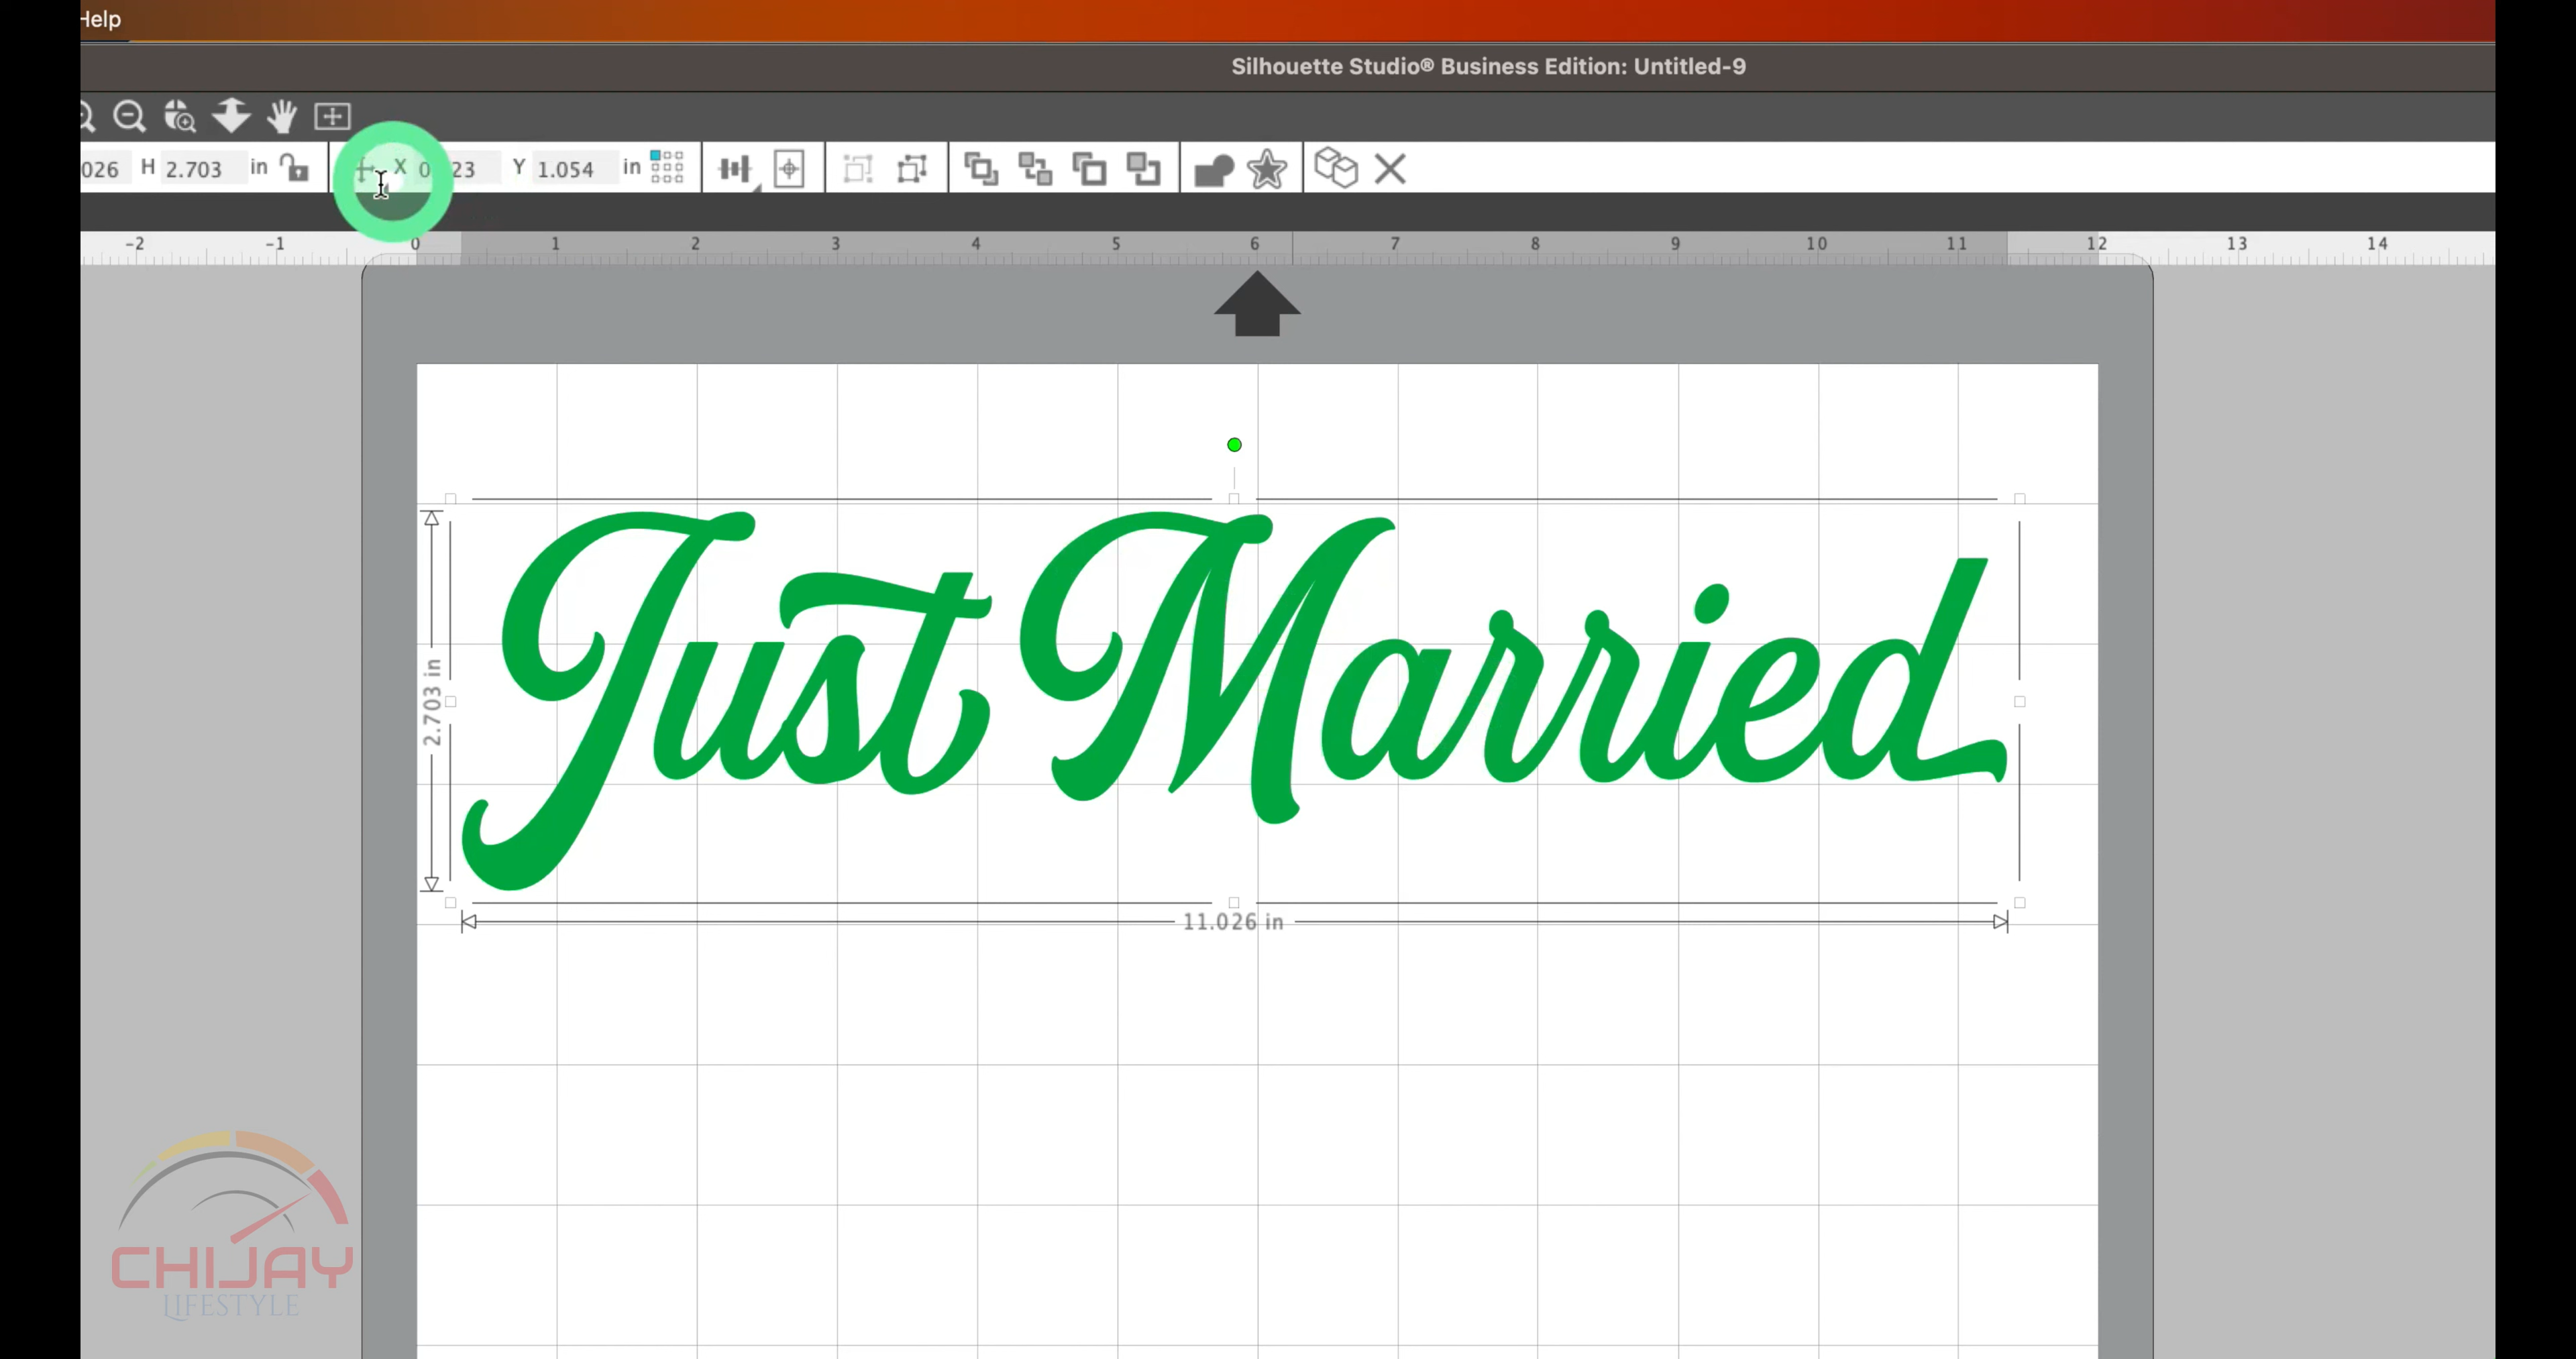 Help
Silhouette Studio® Business Edition: Untitled-9
026 H 2.703 in X Y 1.054 in
-2 -1 0 1 2 3 4 5 6 7 8 9 10 11 12 13 14
Just Married
2.703 in
11.026 in
CHIJAY
LIFESTYLE